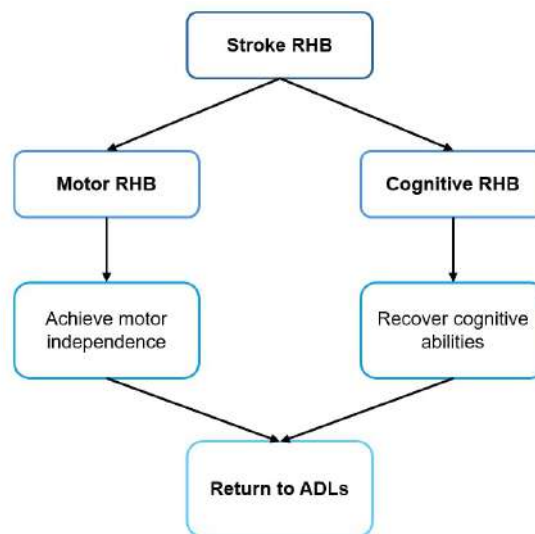 Stroke RHB
Motor RHB
Cognitive RHB
Achieve motor
independence
Recover cognitive
abilities
Return to ADLs